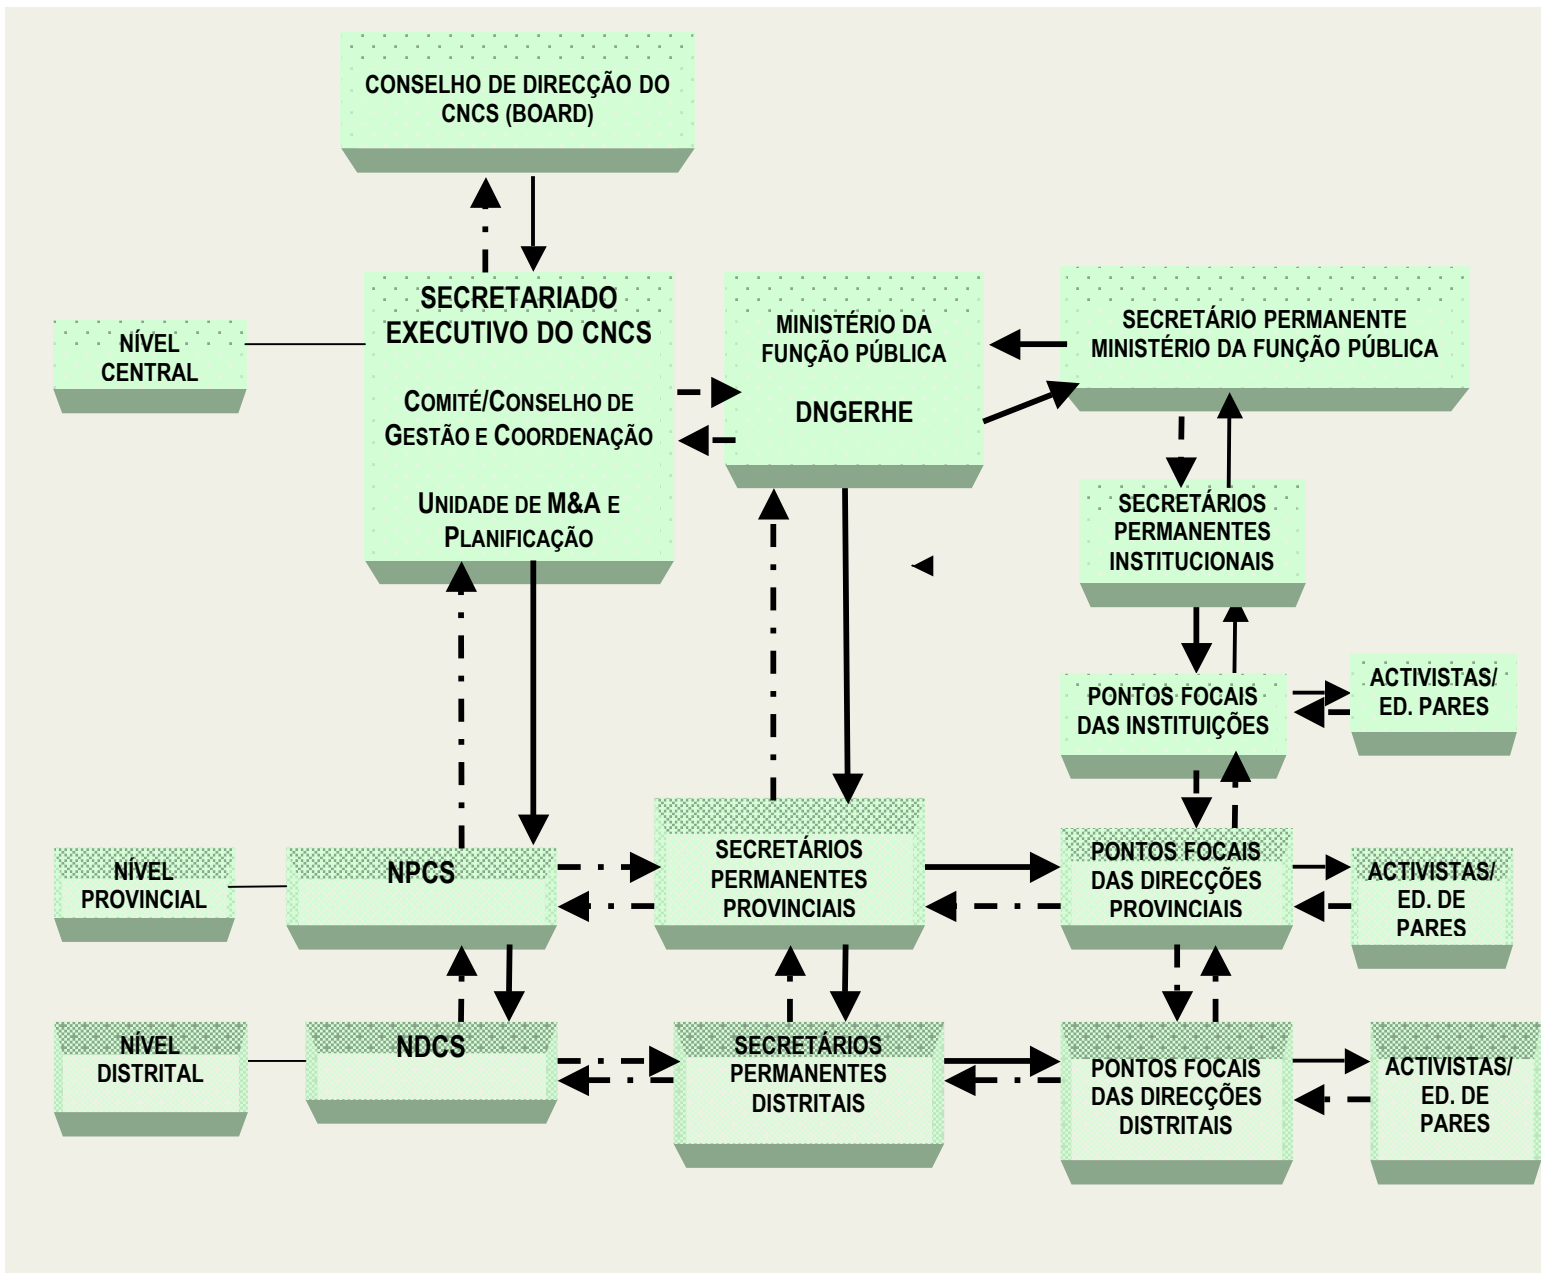 CONSELHO DE DIRECÇÃO DO
CNCS (BOARD)
NÍVEL
CENTRAL
SECRETARIADO
EXECUTIVO DO CNCS
COMITÉ/CONSELHO DE
GESTÃO E COORDENAÇÃO
UNIDADE DE M&A E
PLANIFICAÇÃO
MINISTÉRIO DA
FUNÇÃO PÚBLICA
DNGERHE
SECRETÁRIO PERMANENTE
MINISTÉRIO DA FUNÇÃO PÚBLICA
SECRETÁRIOS
PERMANENTES
INSTITUCIONAIS
PONTOS FOCAIS
DAS INSTITUIÇÕES
ACTIVISTAS/
ED. PARES
NÍVEL
PROVINCIAL
NPCS
SECRETÁRIOS
PERMANENTES
PROVINCIAIS
PONTOS FOCAIS
DAS DIRECÇÕES
PROVINCIAIS
ACTIVISTAS/
ED. DE
PARES
NÍVEL
DISTRITAL
NDCS
SECRETÁRIOS
PERMANENTES
DISTRITAIS
PONTOS FOCAIS
DAS DIRECÇÕES
DISTRITAIS
ACTIVISTAS/
ED. DE
PARES